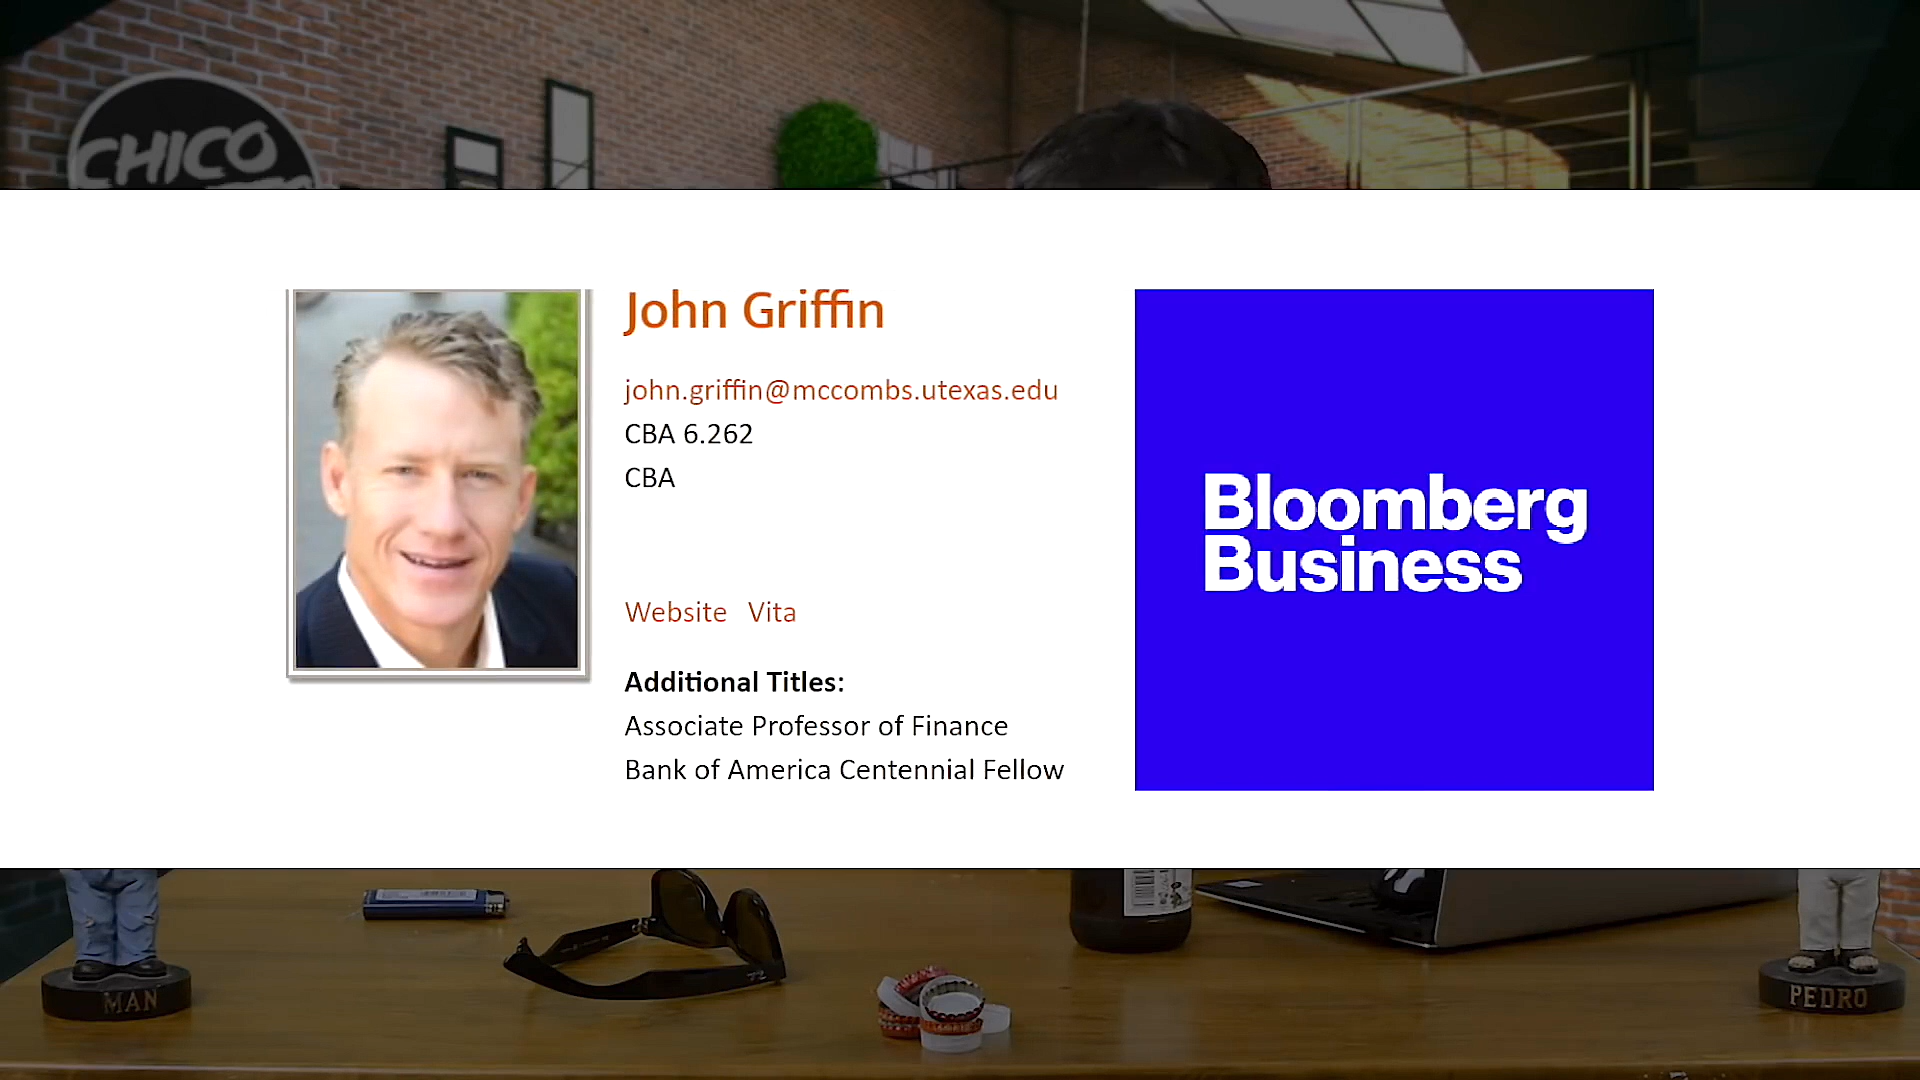 CHICO
John Griffin
john.griffin@mccombs.utexas.edu
CBA 6.262
CBA
Website Vita
Additional Titles:
Associate Professor of Finance
Bank of America Centennial Fellow
Bloomberg
Business
MAN
PEDRO